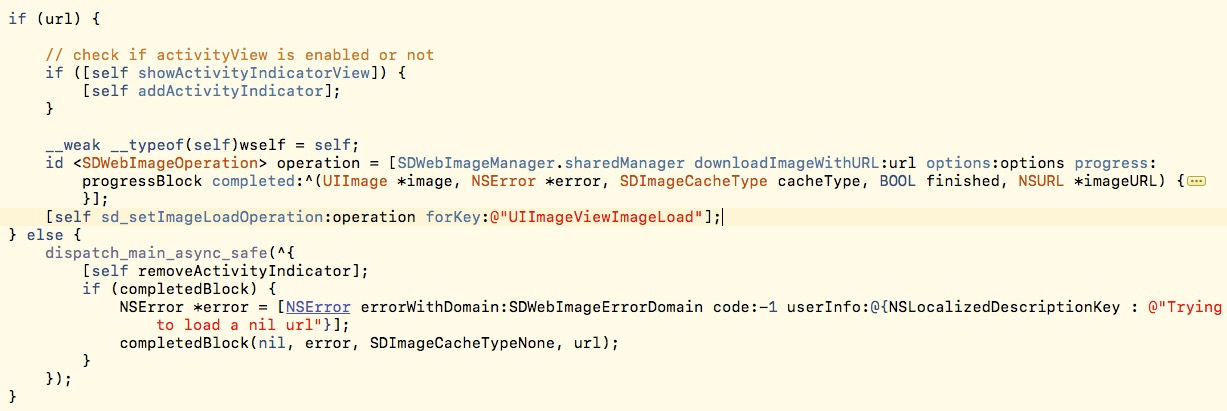 if (url) {
// check if activityView is enabled or not
if ([self showActivityIndicatorView]) {
[self addActivityIndicator];
}
__weak __typeof(self)wself = self;
id <SDWebImageOperation> operation = [SDWebImageManager.sharedManager downloadImageWithURL:url options:options progress:
progressBlock completed:^(UIImage *image, NSError *error, SDImageCacheType cacheType, BOOL finished, NSURL *imageURL) {•••
}];
[self sd_setImageLoadOperation:operation forKey:@"UIImageViewImageLoad"];
} else {
dispatch_main_async_safe(^{
[self removeActivityIndicator];
if (completedBlock) {
NSError *error = [NSError errorWithDomain:SDWebImageErrorDomain code:-1 userInfo:@{NSLocalizedDescriptionKey : @"Trying
to load a nil url"}];
completedBlock(nil, error, SDImageCacheTypeNone, url);
}
});
}